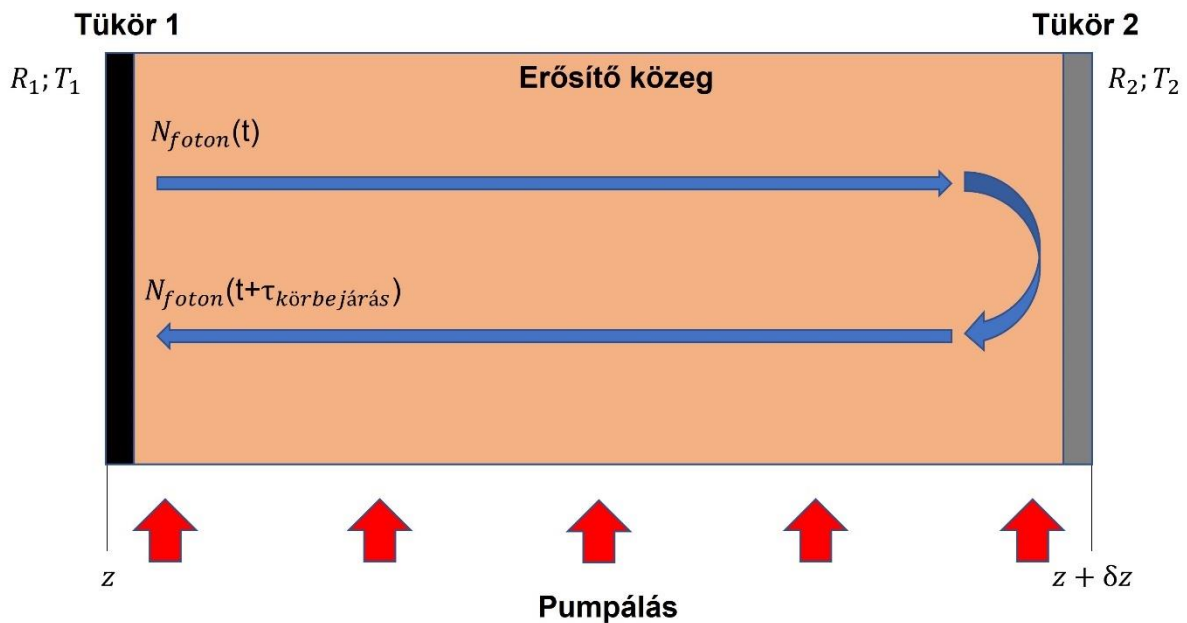 Tükör 1
Tükör 2
R₁;T₁
Erősítő közeg
R₂;T₂
N_foton(t)
N_foton(t+τ_körbejárás)
z
z + δz
Pumpálás